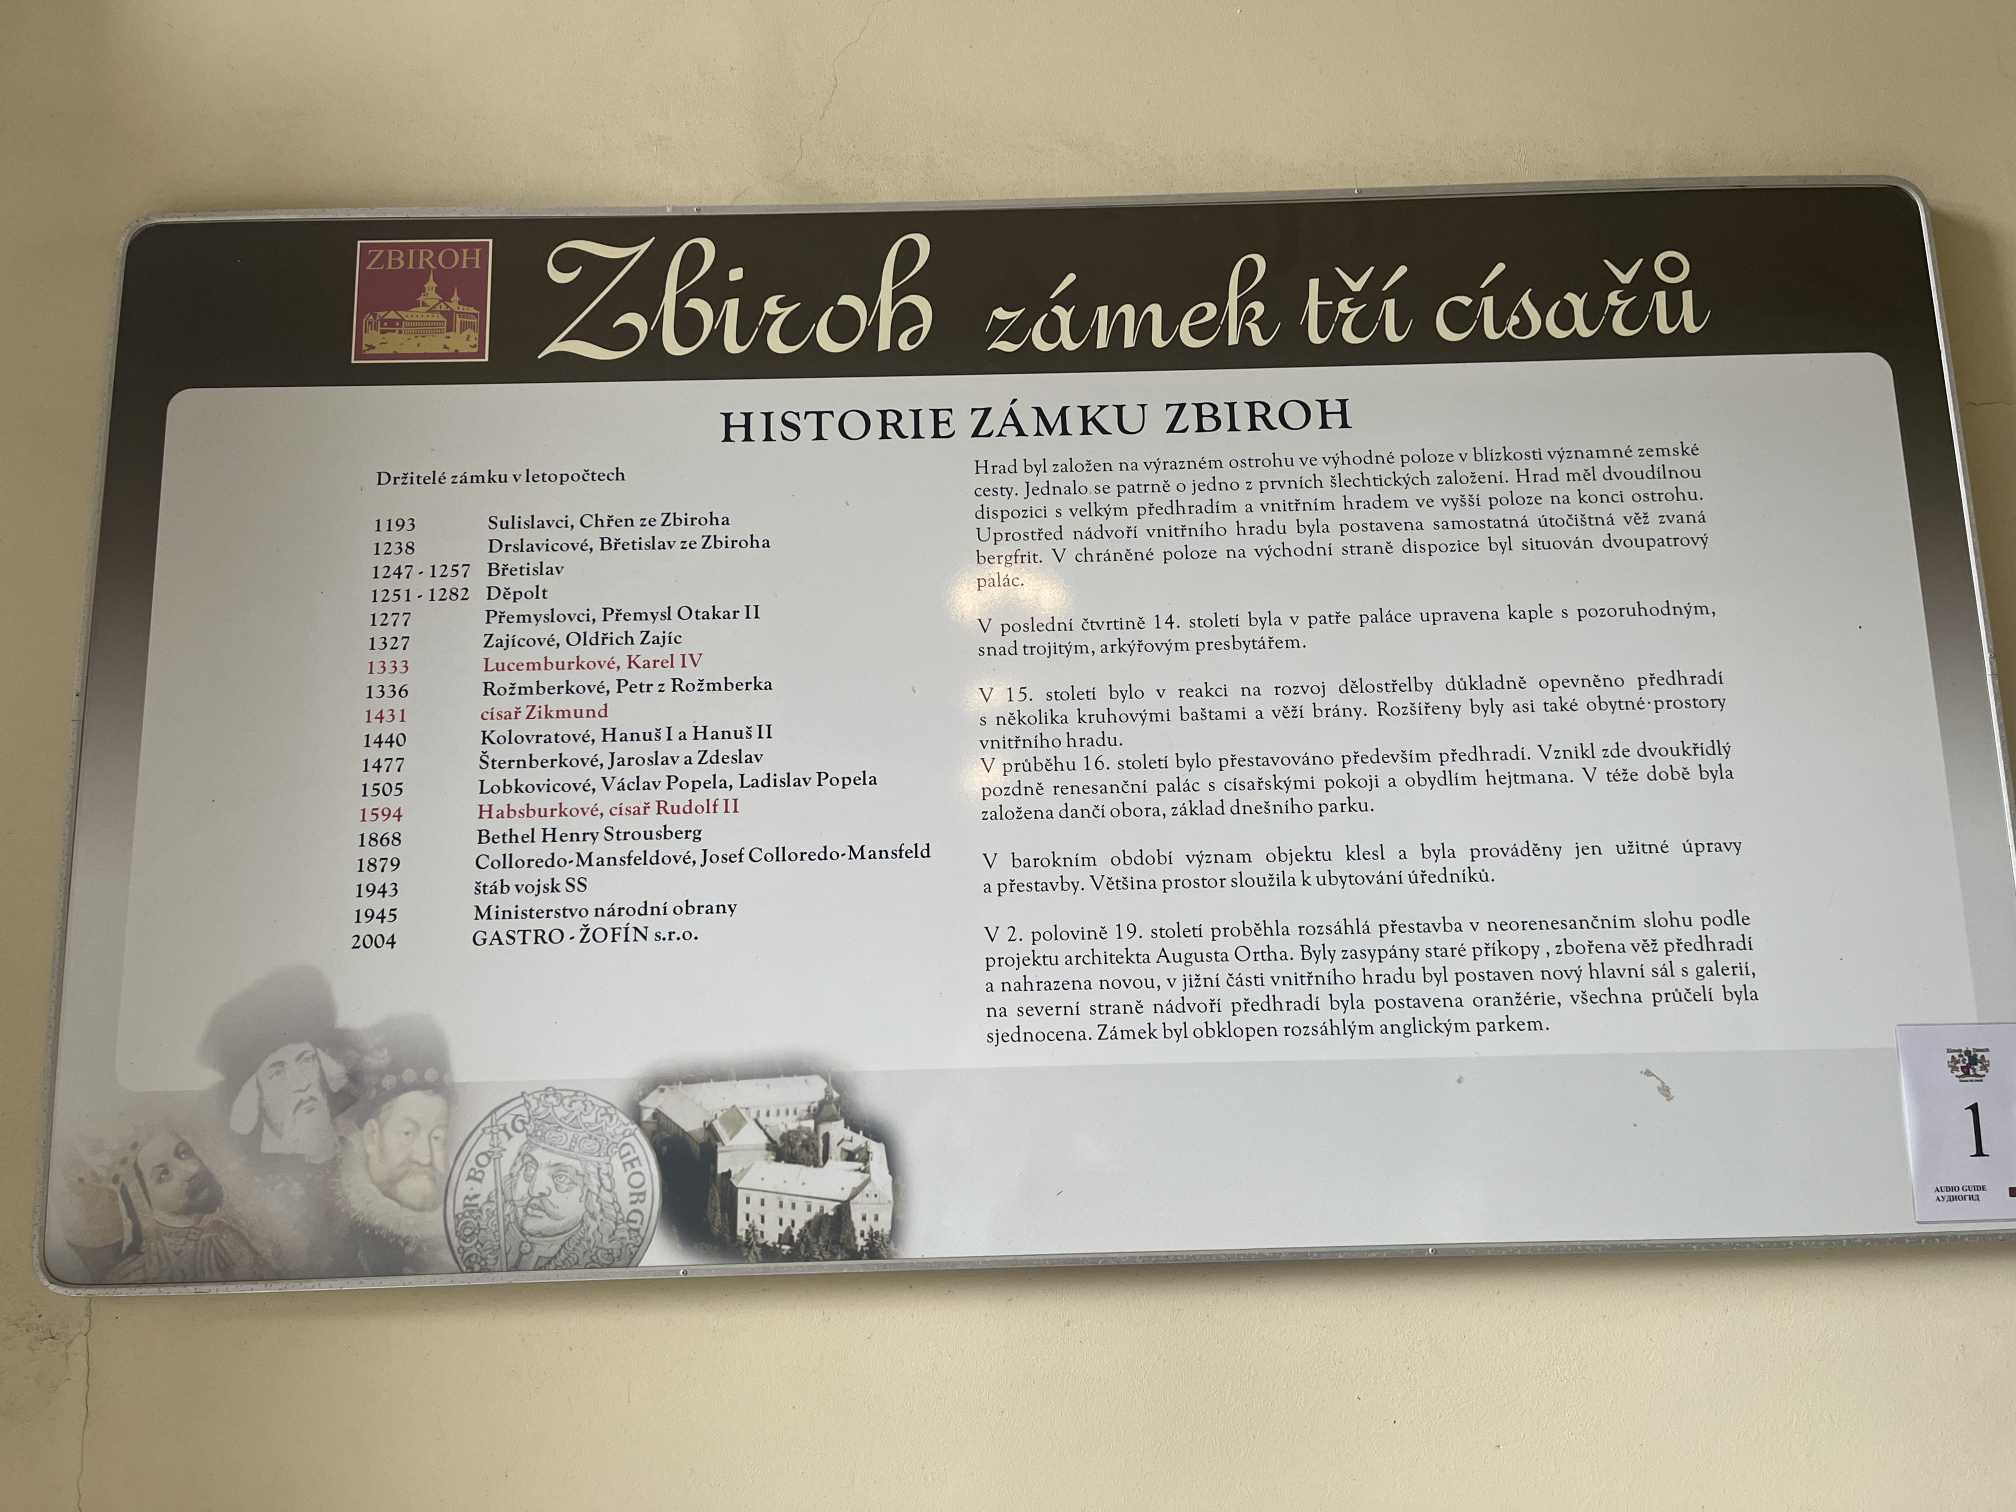 ZBIROH
Zbiroh zámek tří císařů
HISTORIE ZÁMKU ZBIROH
Držitelé zámku v letopočtech
1193 Sulislavci, Chřen ze Zbiroha
1238 Drslavicové, Břetislav ze Zbiroha
1247 - 1257 Břetislav
1251 - 1282 Děpolt
1277 Přemyslovci, Přemysl Otakar II
1327 Zajícové, Oldřich Zajíc
1333 Lucemburkové, Karel IV
1336 Rožmberkové, Petr z Rožmberka
1431 císař Zikmund
1440 Kolovratové, Hanuš I a Hanuš II
1477 Šternberkové, Jaroslav a Zdeslav
1505 Lobkovicové, Václav Popela, Ladislav Popela
1594 Habsburkové, císař Rudolf II
1868 Bethel Henry Strousberg
1879 Colloredo-Mansfeldové, Josef Colloredo-Mansfeld
1943 štáb vojsk SS
1945 Ministerstvo národní obrany
2004 GASTRO - ŽOFÍN s.r.o.
Hrad byl založen na výrazném ostrohu ve výhodné poloze v blízkosti významné zemské
cesty. Jednalo se patrně o jedno z prvních šlechtických založení. Hrad měl dvoudílnou
dispozici s velkým předhradím a vnitřním hradem ve vyšší poloze na konci ostrohu.
Uprostřed nádvoří vnitřního hradu byla postavena samostatná útočištná věž zvaná
bergfrit. V chráněné poloze na východní straně dispozice byl situován dvoupatrový
palác.
V poslední čtvrtině 14. století byla v patře paláce upravena kaple s pozoruhodným,
snad trojitým, arkýřovým presbytářem.
V 15. století bylo v reakci na rozvoj dělostřelby důkladně opevněno předhradí
s několika kruhovými baštami a věží brány. Rozšířeny byly asi také obytné prostory
vnitřního hradu.
V průběhu 16. století bylo přestavováno především předhradí. Vznikl zde dvoukřídlý
pozdně renesanční palác s císařskými pokoji a obydlím hejtmana. V téže době byla
založena dančí obora, základ dnešního parku.
V barokním období význam objektu klesl a byla prováděny jen užitné úpravy
a přestavby. Většina prostor sloužila k ubytování úředníků.
V 2. polovině 19. století proběhla rozsáhlá přestavba v neorenesančním slohu podle
projektu architekta Augusta Ortha. Byly zasypány staré příkopy , zbořena věž předhradí
a nahrazena novou, v jižní části vnitřního hradu byl postaven nový hlavní sál s galerií,
na severní straně nádvoří předhradí byla postavena oranžérie, všechna průčelí byla
sjednocena. Zámek byl obklopen rozsáhlým anglickým parkem.
1
AUDIO GUIDE
АУДИОГИД